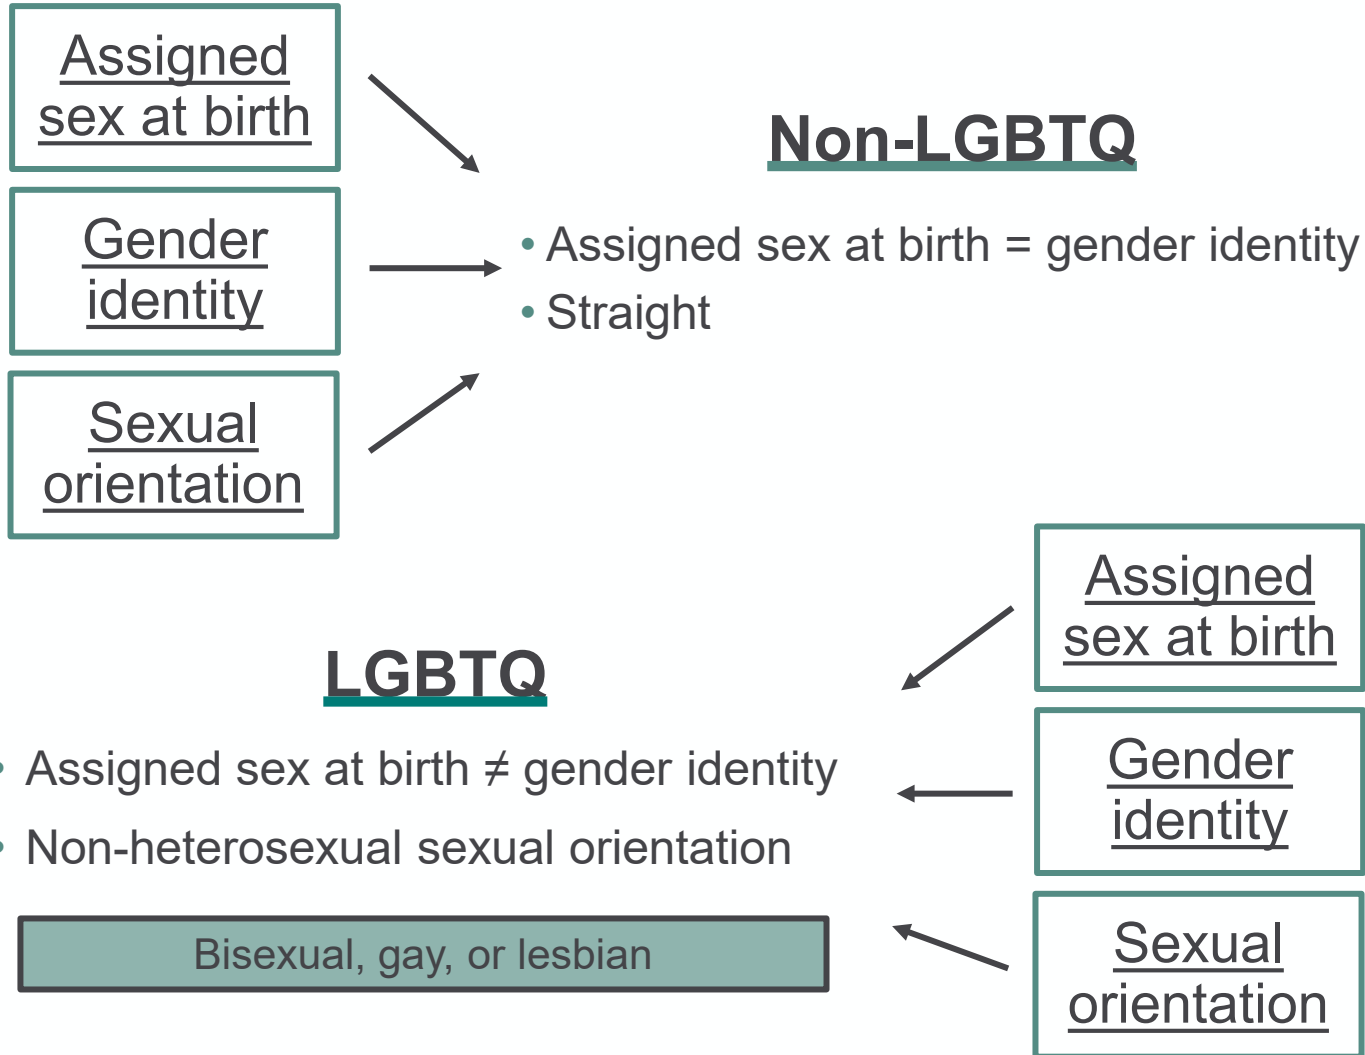 Assigned
sex at birth
Gender
identity
Sexual
orientation
Non-LGBTQ
• Assigned sex at birth = gender identity
• Straight
LGBTQ
• Assigned sex at birth ≠ gender identity
• Non-heterosexual sexual orientation
Bisexual, gay, or lesbian
Assigned
sex at birth
Gender
identity
Sexual
orientation